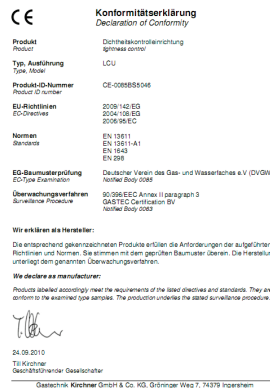 CE
Konformitätserklärung
Declaration of Conformity
Produkt
Product
Dichtheitskontrolleinrichtung
tightness control
Typ, Ausführung
Type, Model
LCU
Produkt-ID-Nummer
Product ID number
CE-0085BS5046
EU-Richtlinien
EC-Directives
2009/142/EG
2004/108/EG
2006/95/EC
Normen
Standards
EN 13611
EN 13611-A1
EN 1643
EN 298
EG-Baumusterprüfung
EC-Type Examination
Deutscher Verein des Gas- und Wasserfaches e.V (DVGW
Notified Body 0085
Überwachungsverfahren
Surveillance Procedure
90/396/EEC Annex II paragraph 3
GASTEC Certification BV
Notified Body 0063
Wir erklären als Hersteller:
Die entsprechend gekennzeichneten Produkte erfüllen die Anforderungen der aufgeführten
Richtlinien und Normen. Sie stimmen mit dem geprüften Baumuster überein. Die Herstellun
unterliegt dem genannten Überwachungsverfahren.
We declare as manufacturer:
Products labelled accordingly meet the requirements of the listed directives and standards. They are
conform to the examined type samples. The production underlies the stated surveillance procedure.
24.09.2010
Till Kirchner
Geschäftsführender Gesellschafter
Gastechnik Kirchner GmbH & Co. KG, Gröninger Weg 7, 74379 Ingersheim